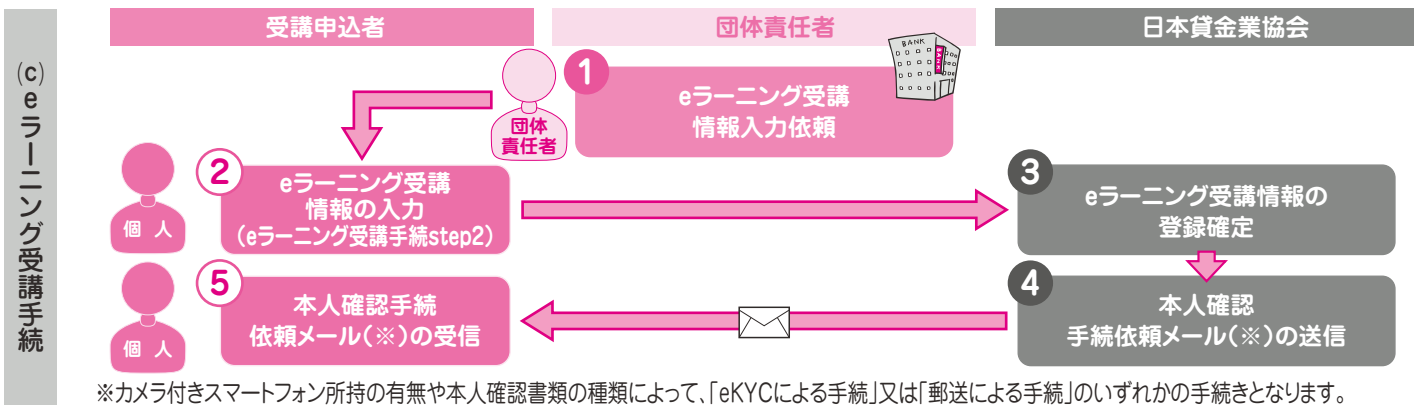 (c)eラーニング受講手続
受講申込者
団体責任者
日本貸金業協会
BANK
団体
責任者
1
eラーニング受講
情報入力依頼
個 人
2
eラーニング受講
情報の入力
(eラーニング受講手続step2)
3
eラーニング受講情報の
登録確定
4
本人確認
手続依頼メール(※)の送信
個 人
5
本人確認手続
依頼メール(※)の受信
※カメラ付きスマートフォン所持の有無や本人確認書類の種類によって、「eKYCによる手続」又は「郵送による手続」のいずれかの手続きとなります。